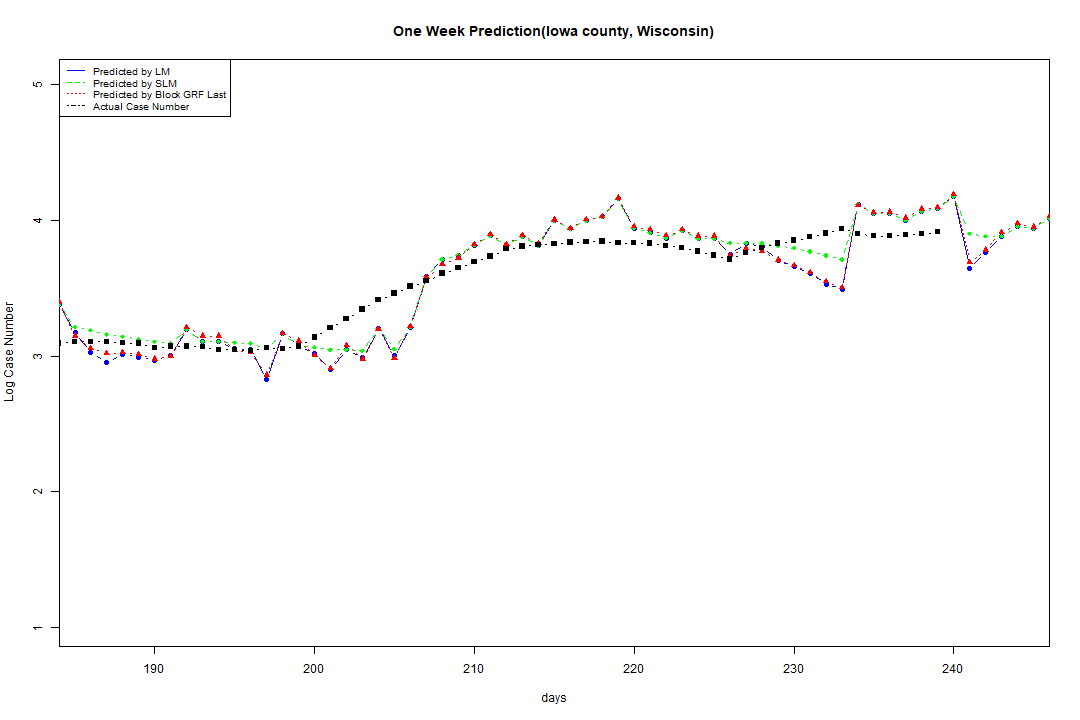 One Week Prediction(Iowa county, Wisconsin)
Predicted by LM
Predicted by SLM
Predicted by Block GRF Last
Actual Case Number
5
4
3
2
1
Log Case Number
190
200
210
220
230
240
days